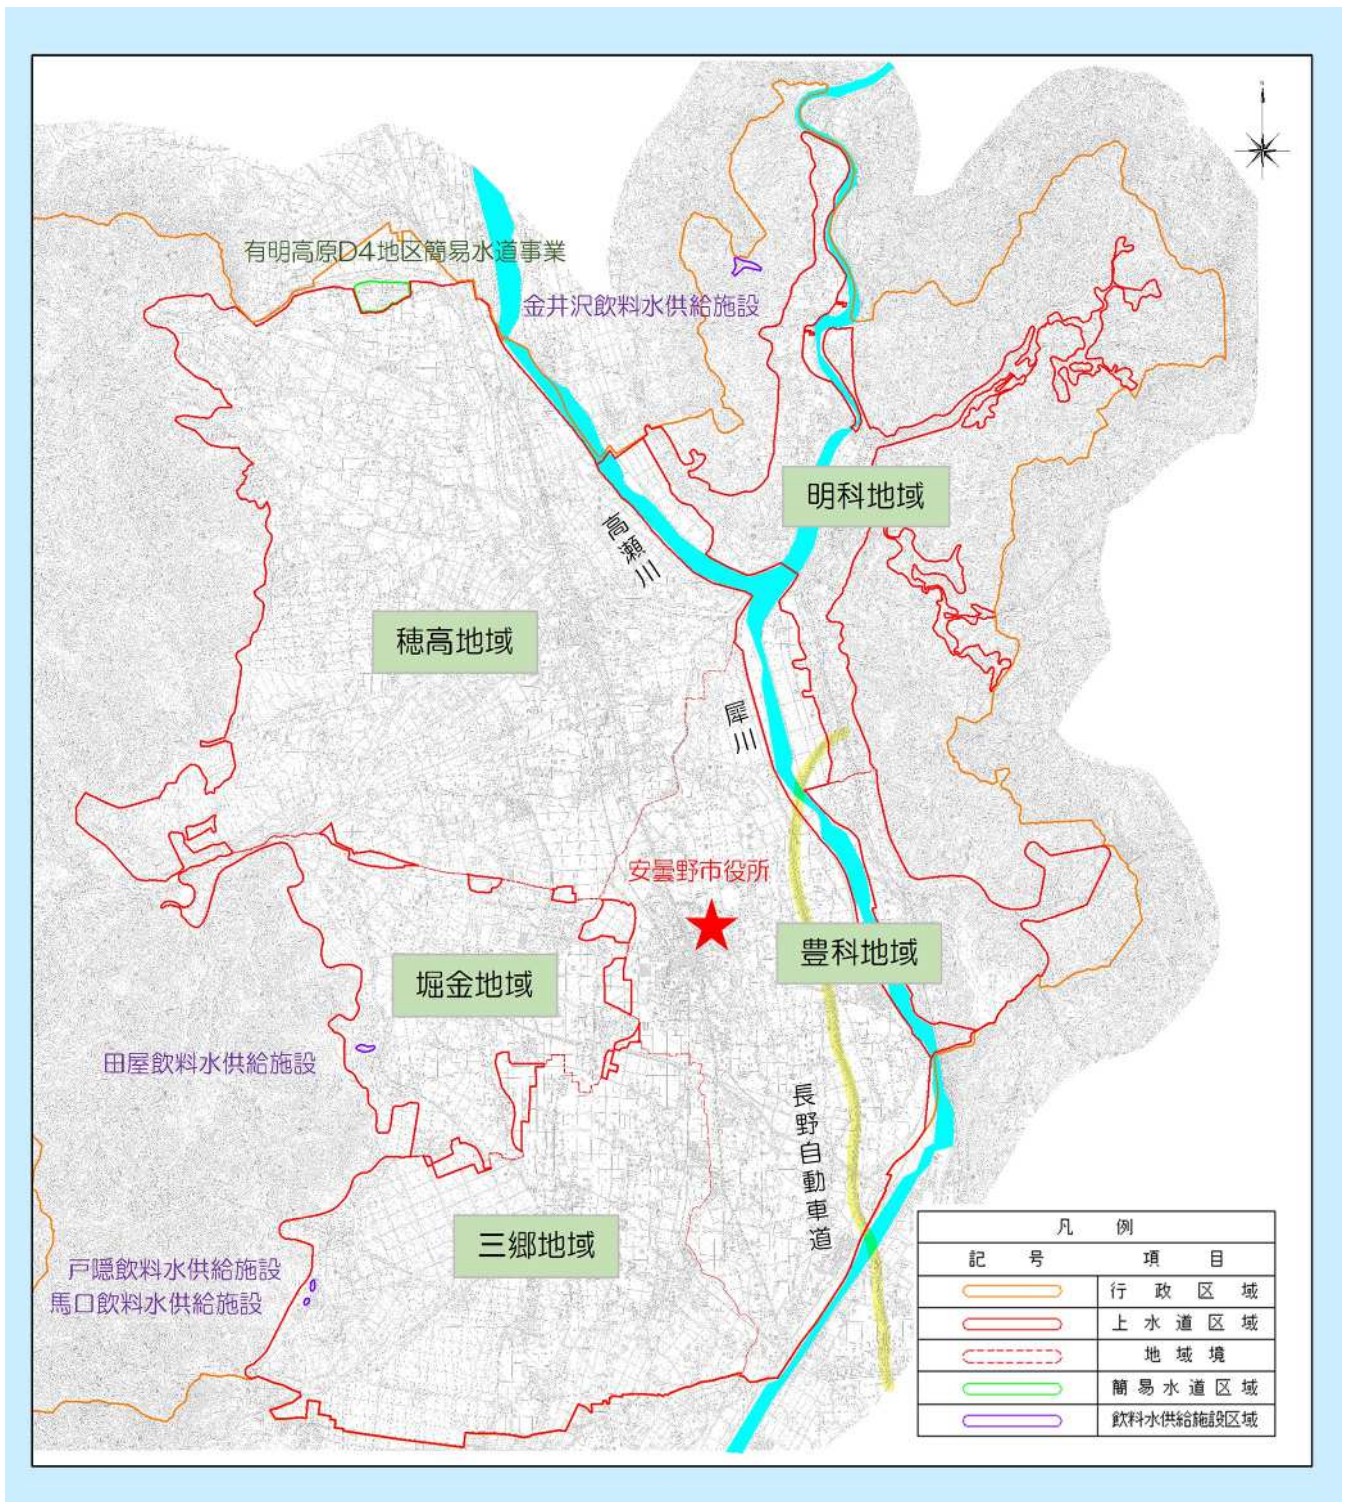 有明高原D4地区簡易水道事業
金井沢飲料水供給施設
明科地域
高瀬川
穂高地域
犀川
安曇野市役所
豊科地域
堀金地域
田屋飲料水供給施設
長野自動車道
三郷地域
戸隠飲料水供給施設
馬口飲料水供給施設
凡 例
記 号 項 目
行 政 区 域
上 水 道 区 域
地 域 境
簡 易 水 道 区 域
飲料水供給施設区域